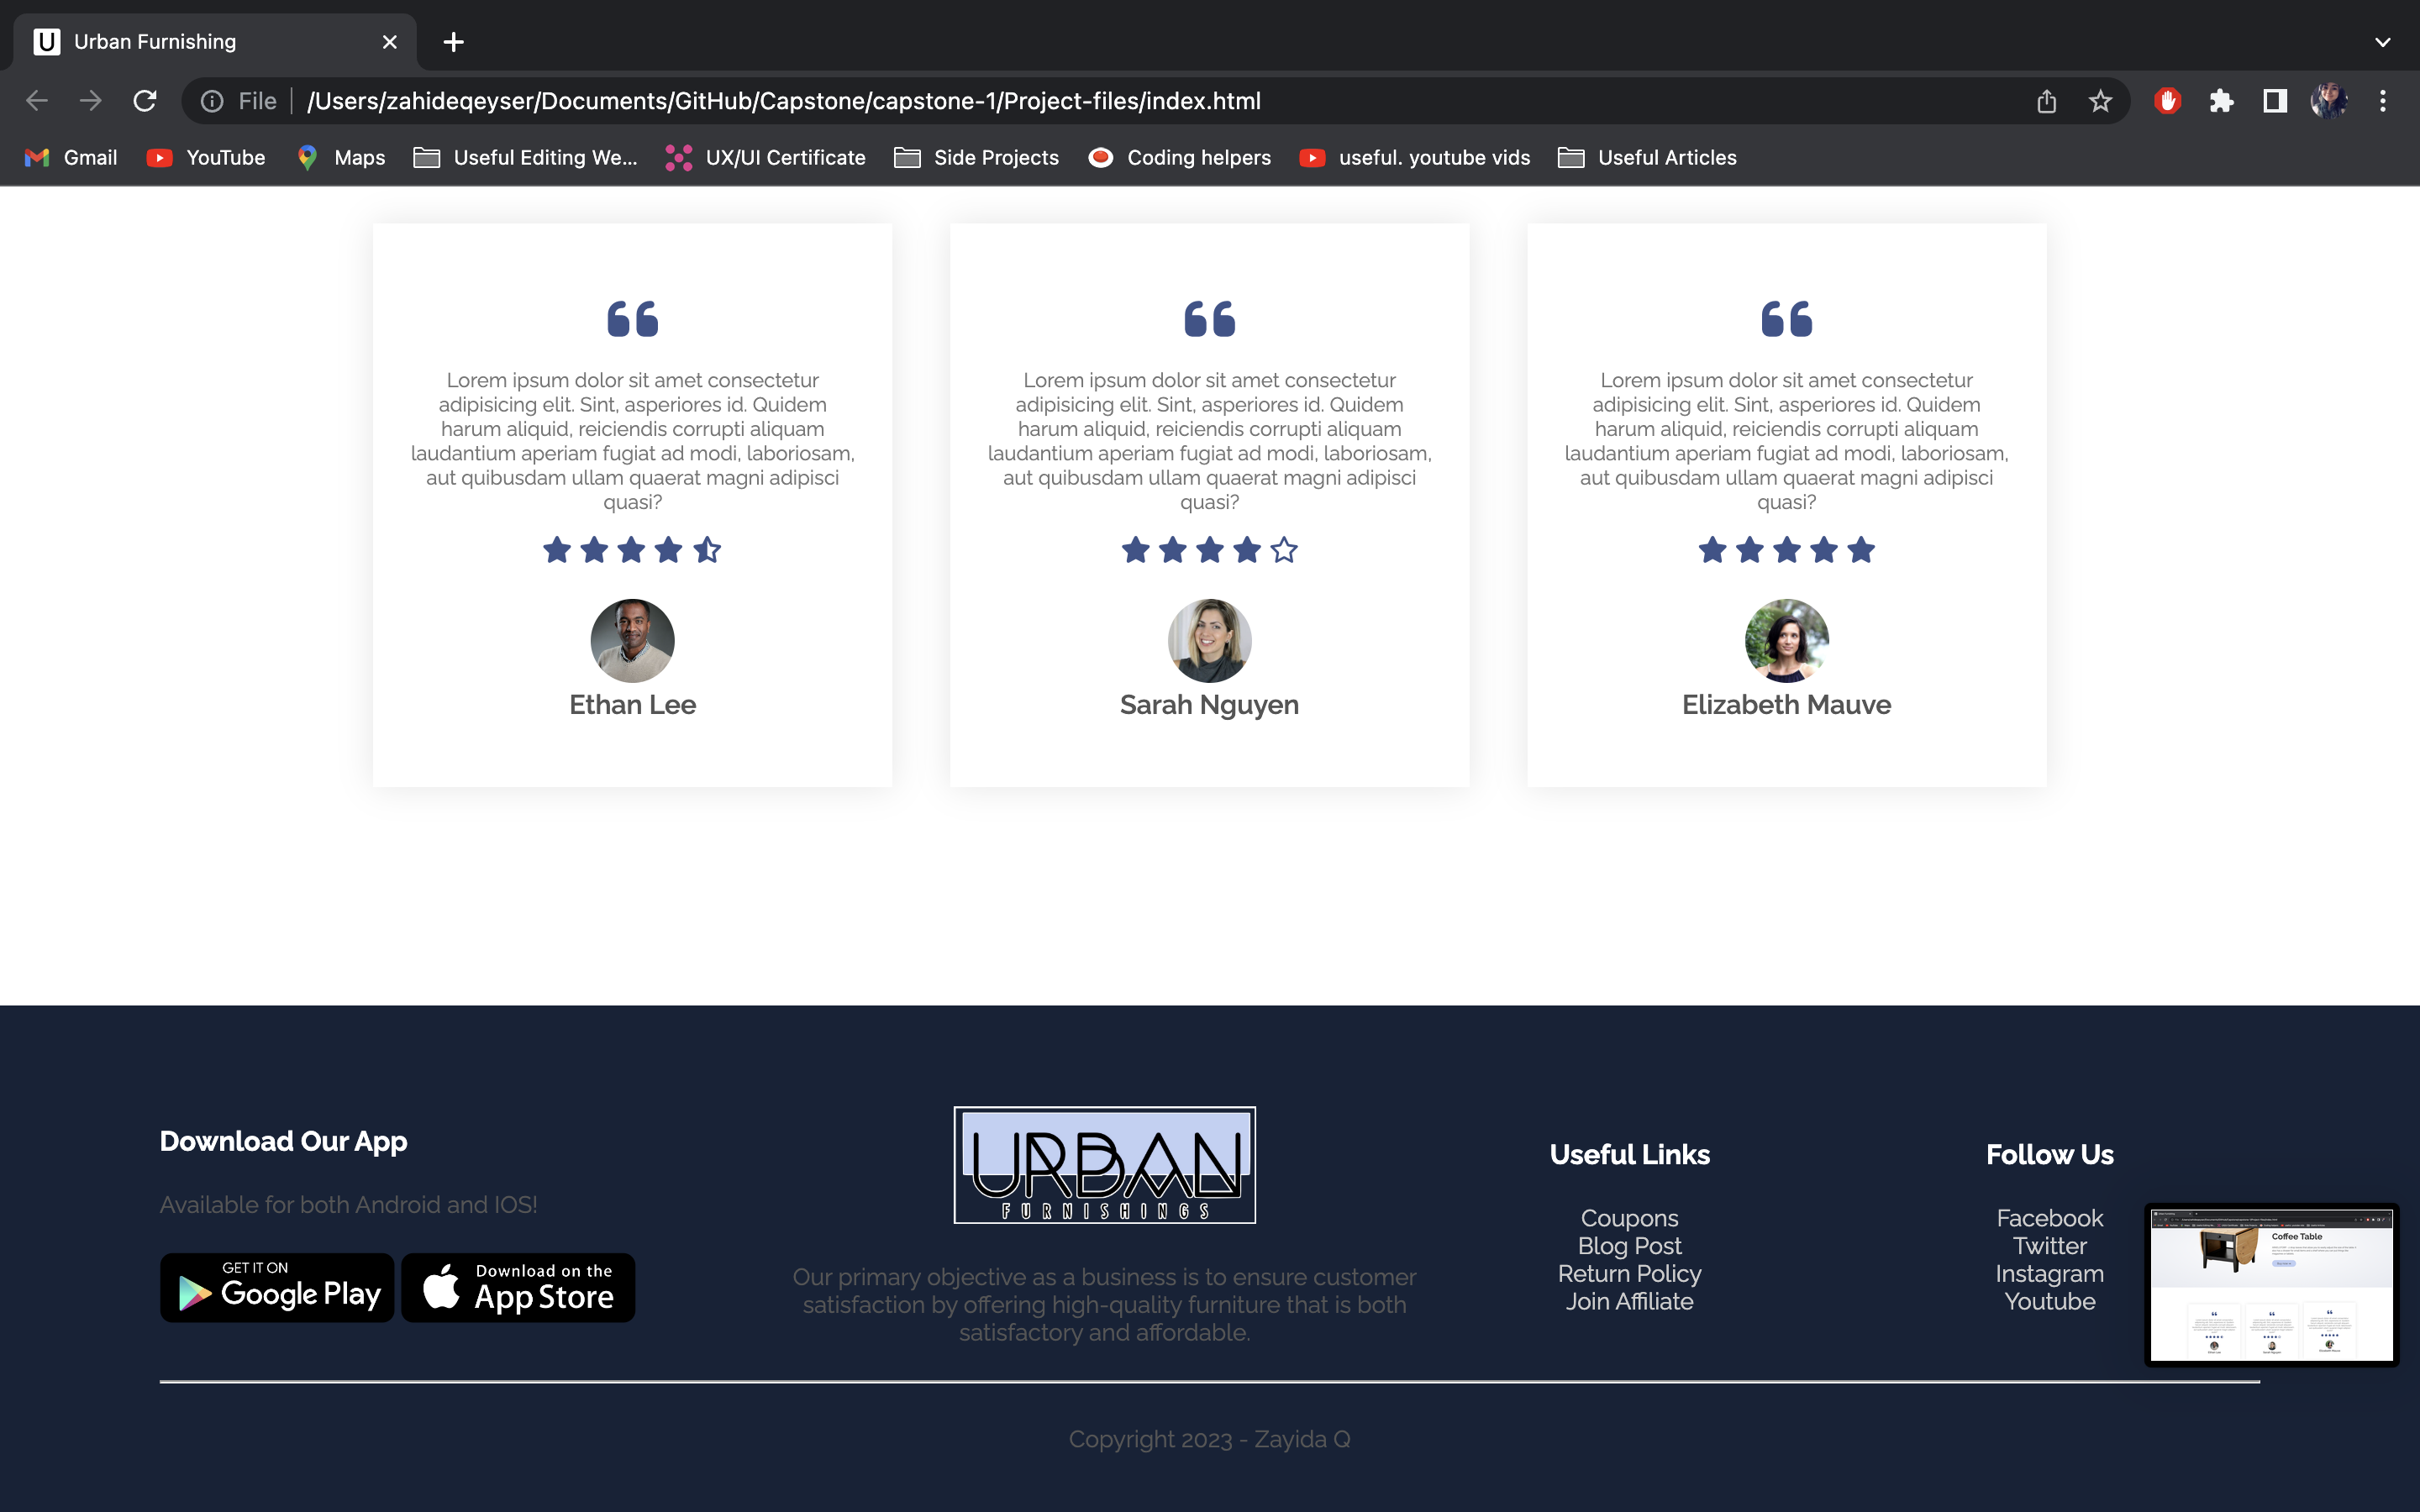 U Urban Furnishing
File /Users/zahideqeyser/Documents/GitHub/Capstone/capstone-1/Project-files/index.html
Gmail YouTube Maps Useful Editing We... UX/UI Certificate Side Projects Coding helpers useful. youtube vids Useful Articles
Lorem ipsum dolor sit amet consectetur
adipisicing elit. Sint, asperiores id. Quidem
harum aliquid, reiciendis corrupti aliquam
laudantium aperiam fugiat ad modi, laboriosam,
aut quibusdam ullam quaerat magni adipisci
quasi?
Ethan Lee
Lorem ipsum dolor sit amet consectetur
adipisicing elit. Sint, asperiores id. Quidem
harum aliquid, reiciendis corrupti aliquam
laudantium aperiam fugiat ad modi, laboriosam,
aut quibusdam ullam quaerat magni adipisci
quasi?
Sarah Nguyen
Lorem ipsum dolor sit amet consectetur
adipisicing elit. Sint, asperiores id. Quidem
harum aliquid, reiciendis corrupti aliquam
laudantium aperiam fugiat ad modi, laboriosam,
aut quibusdam ullam quaerat magni adipisci
quasi?
Elizabeth Mauve
Download Our App
Available for both Android and IOS!
GET IT ON
Google Play
Download on the
App Store
URBAN
FURNISHINGS
Our primary objective as a business is to ensure customer
satisfaction by offering high-quality furniture that is both
satisfactory and affordable.
Useful Links
Coupons
Blog Post
Return Policy
Join Affiliate
Follow Us
Facebook
Twitter
Instagram
Youtube
Coffee Table
Copyright 2023 - Zayida Q